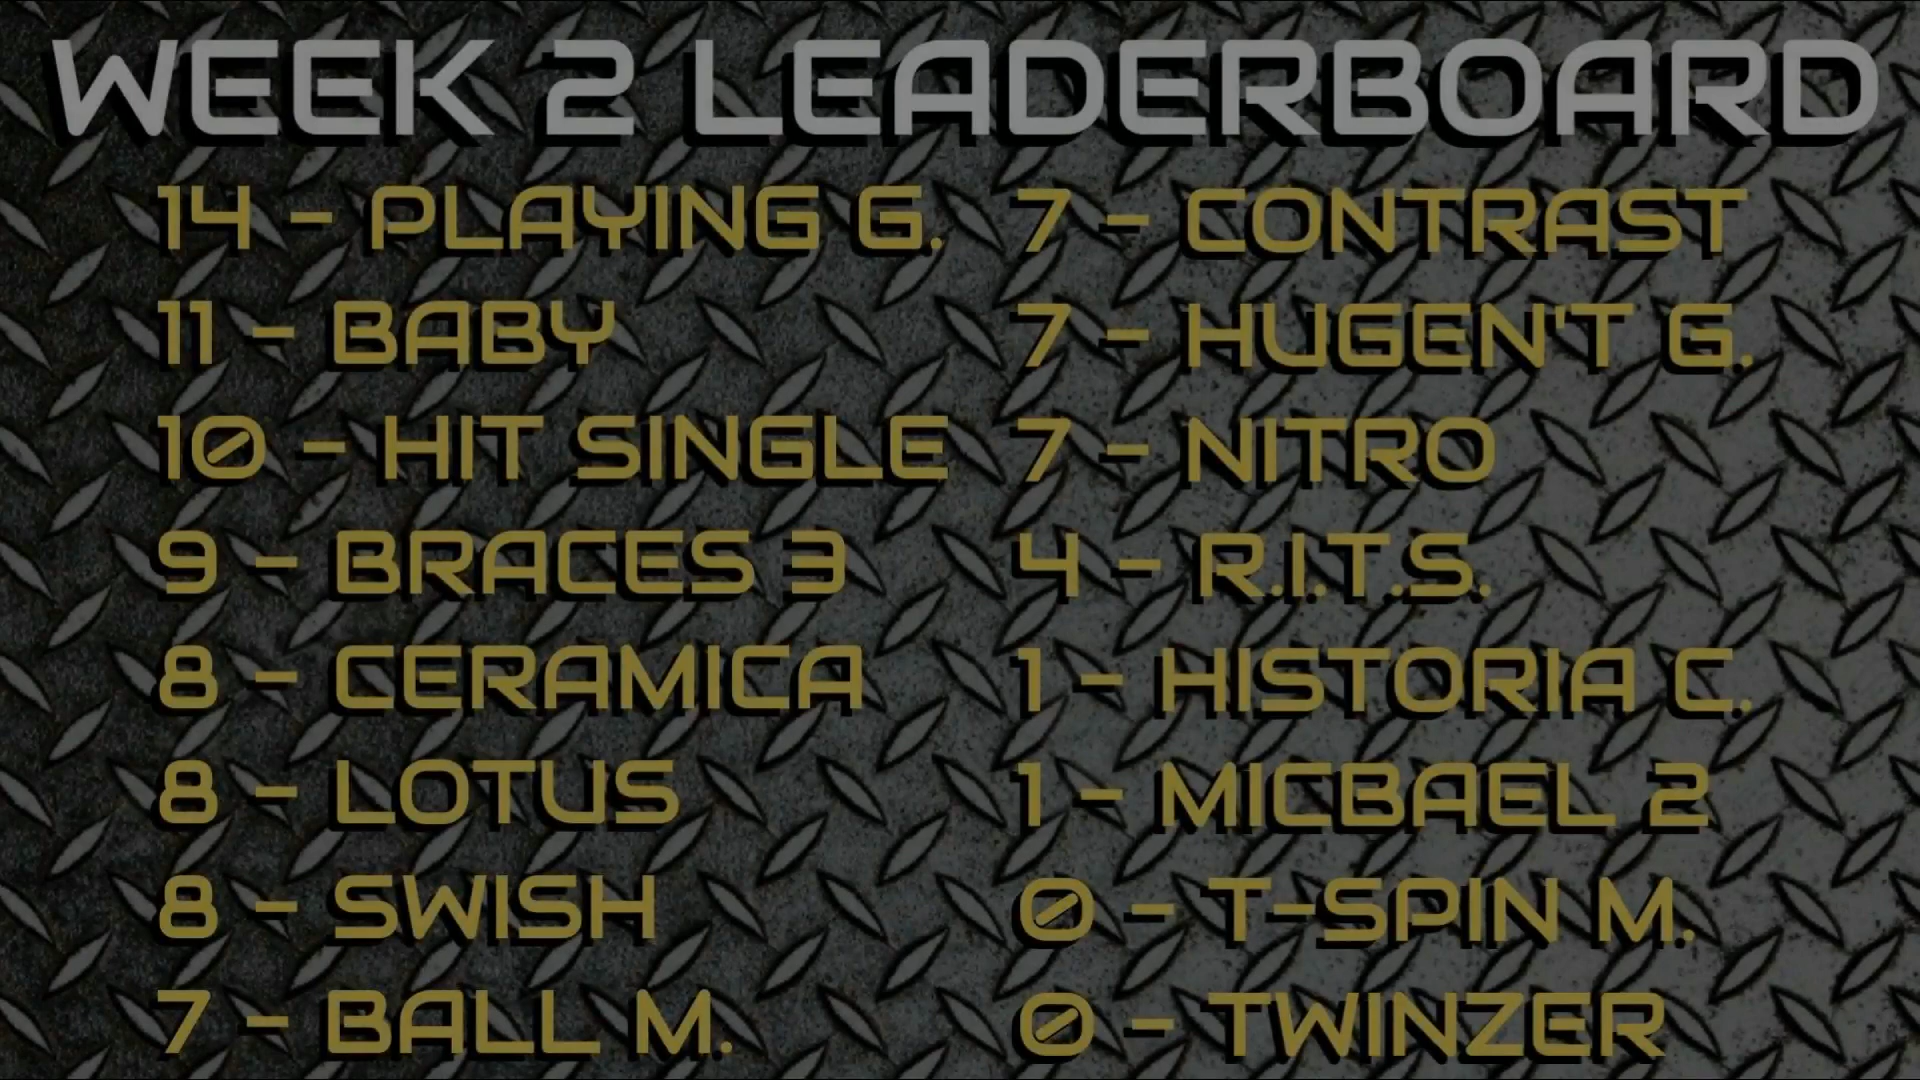 WEEK 2 LEADERBOARD
14 - PLAYING G.
11 - BABY
10 - HIT SINGLE
9 - BRACES 3
8 - CERAMICA
8 - LOTUS
8 - SWISH
7 - BALL M.
7 - CONTRAST
7 - HUGEN'T G.
7 - NITRO
4 - R.I.T.S.
1 - HISTORIA C.
1 - MICBAEL 2
0 - T-SPIN M.
0 - TWINZER